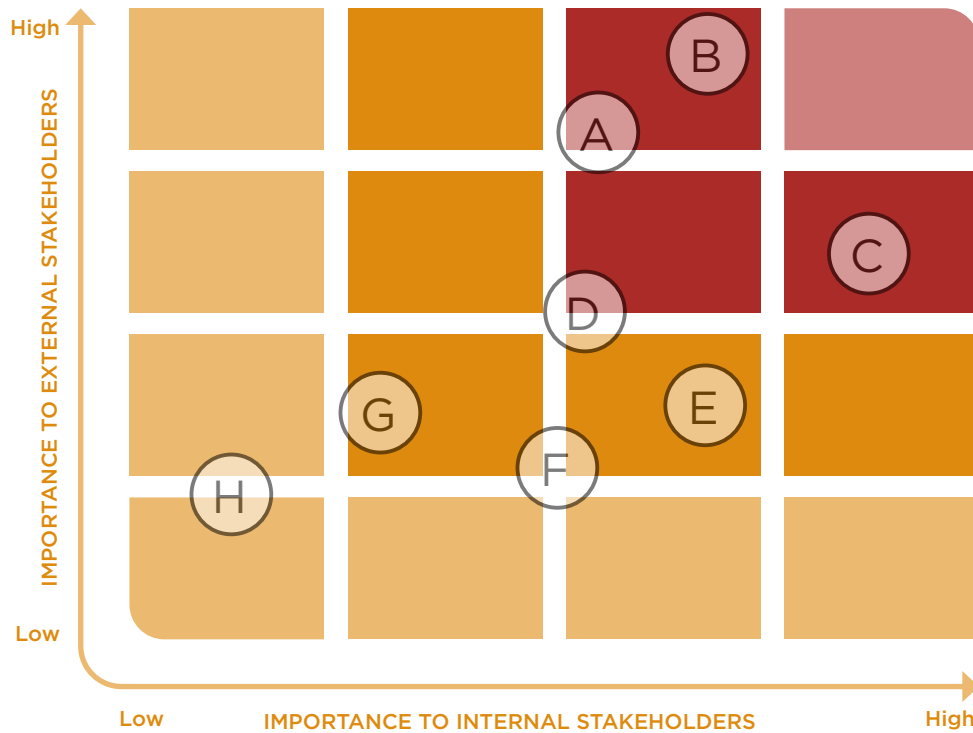 High
B
A
IMPORTANCE TO EXTERNAL STAKEHOLDERS
C
D
E
G
F
H
Low
Low
IMPORTANCE TO INTERNAL STAKEHOLDERS
High